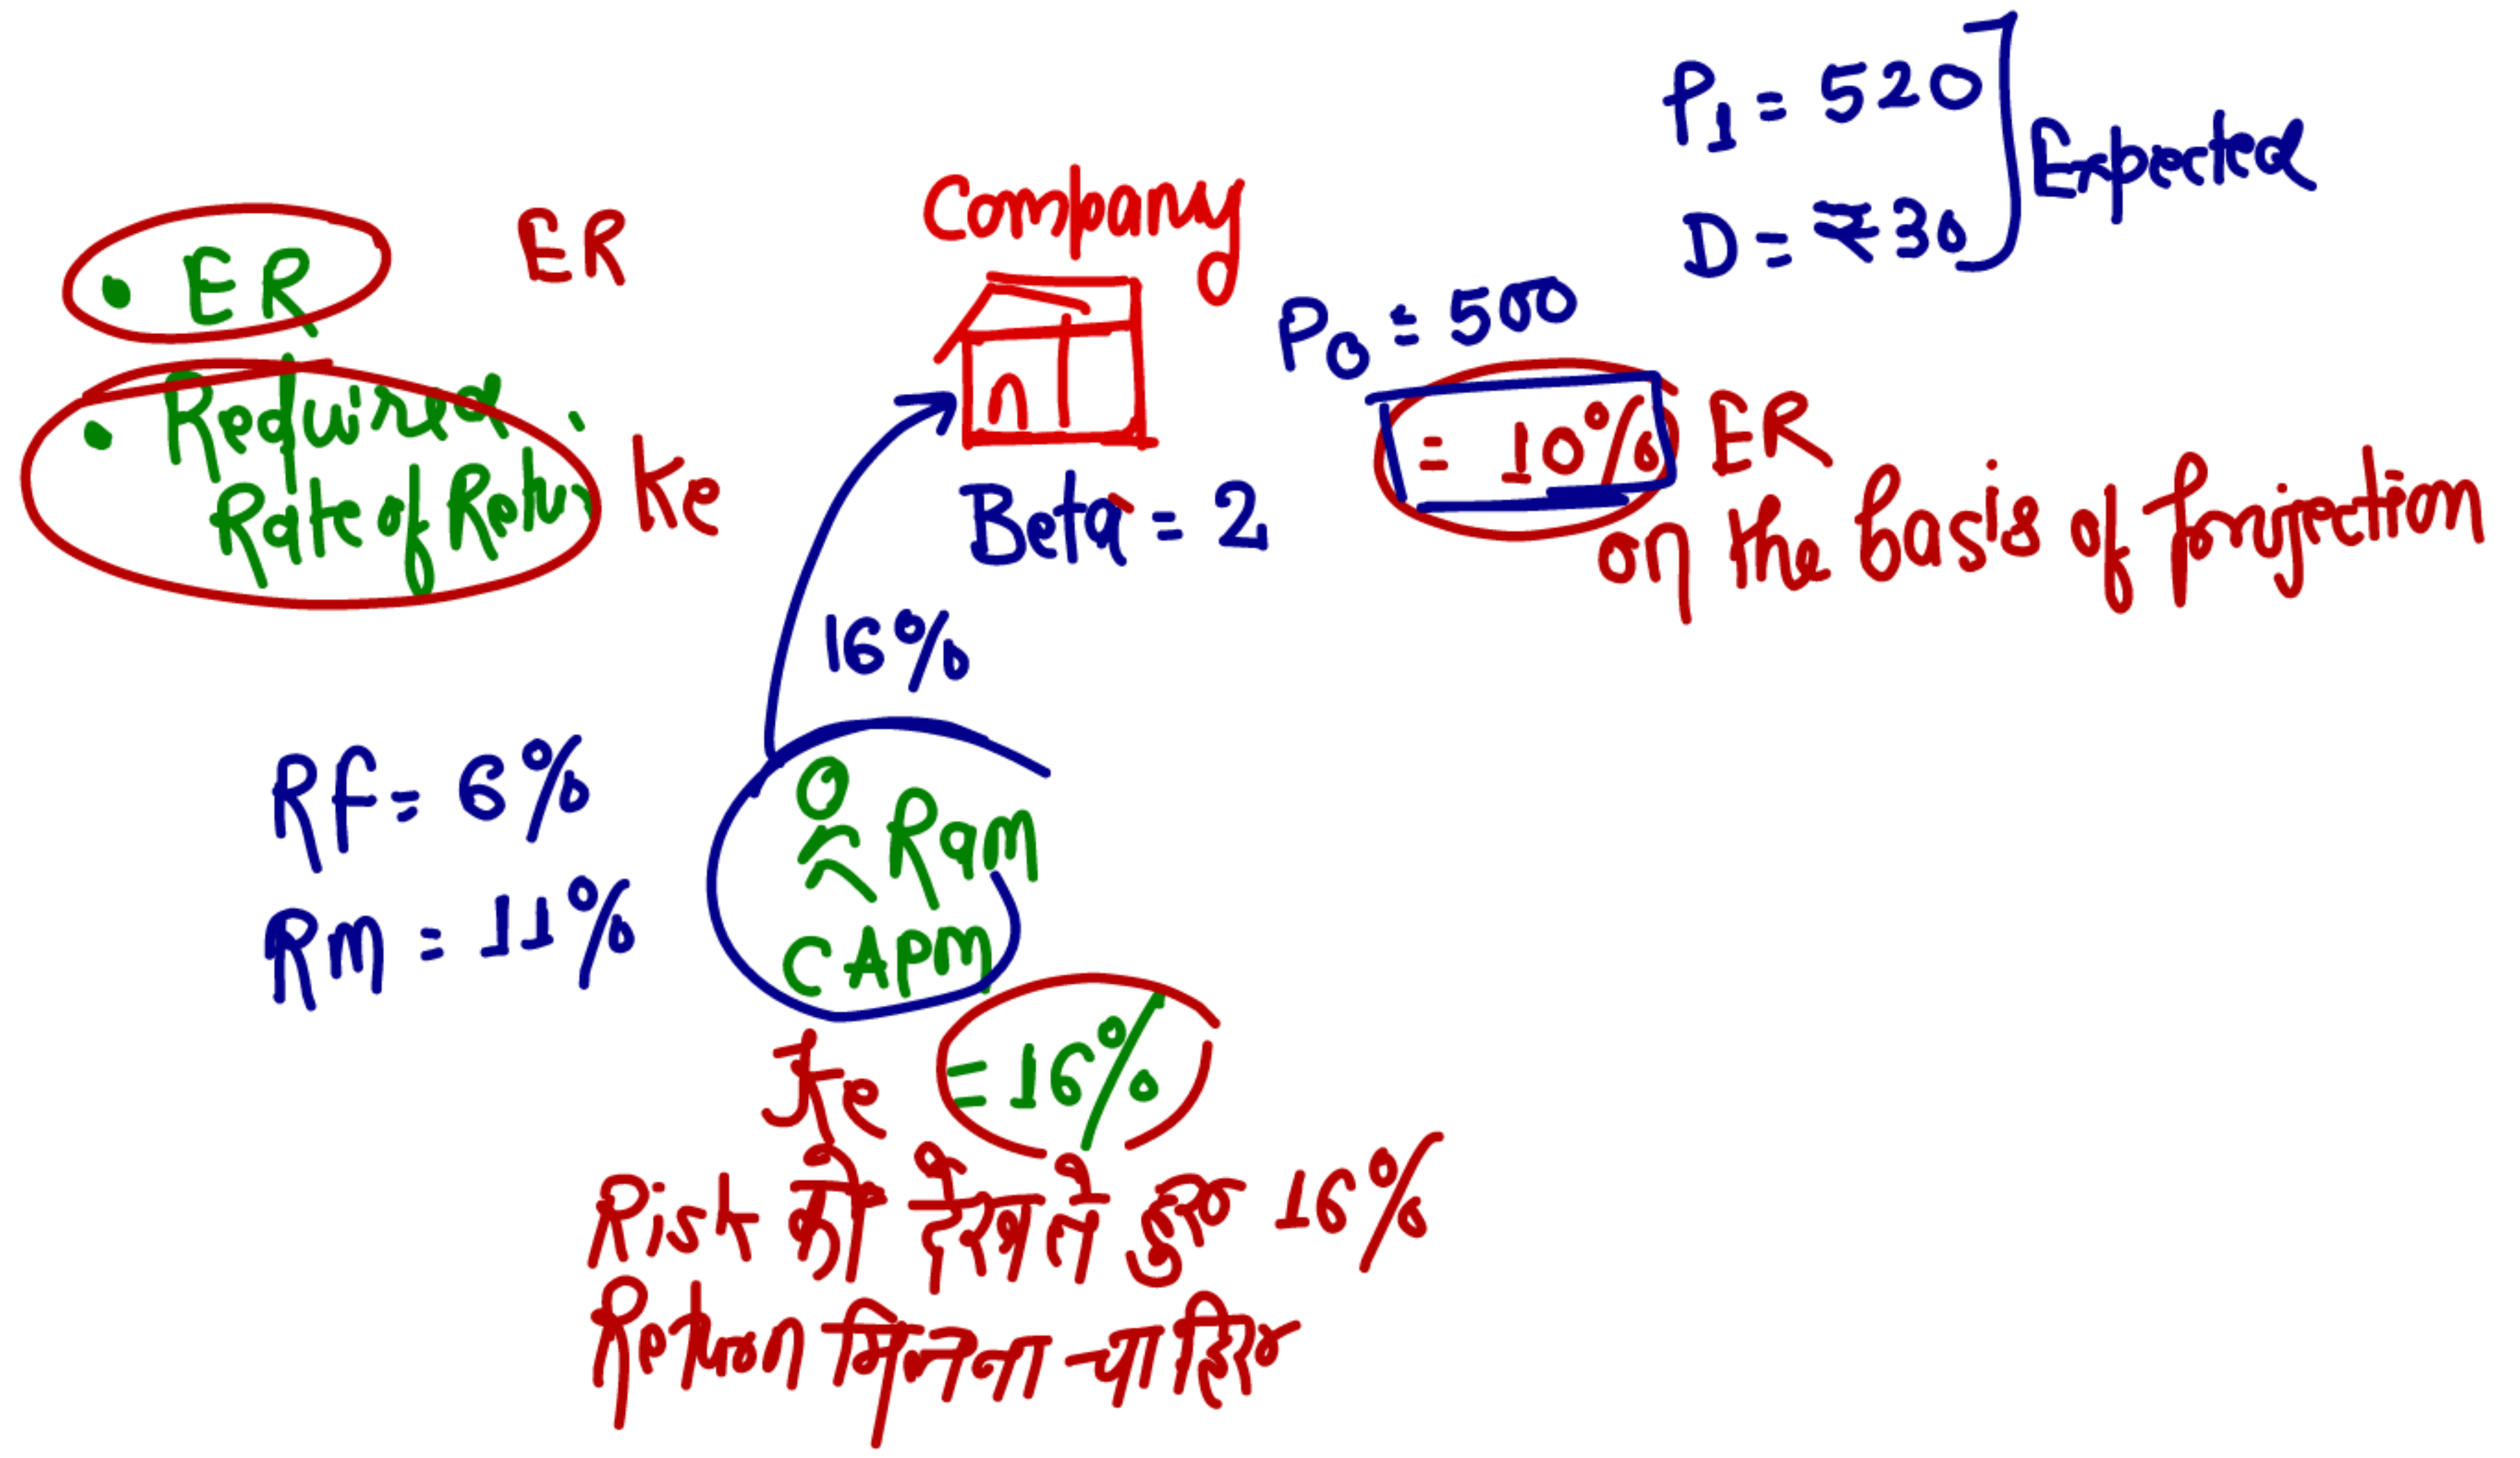 P1 = 520
D = ₹30
Expected
Company
• ER
ER
P0 = 500
= 10% ER
on the basis of Projection
• Required
Rate of Retur
Ke
Beta = 2
16%
Rf = 6%
Rm = 11%
Ram
CAPM
Ke = 16%
Risk को देखते हुए 16%
Return मिलना चाहिए